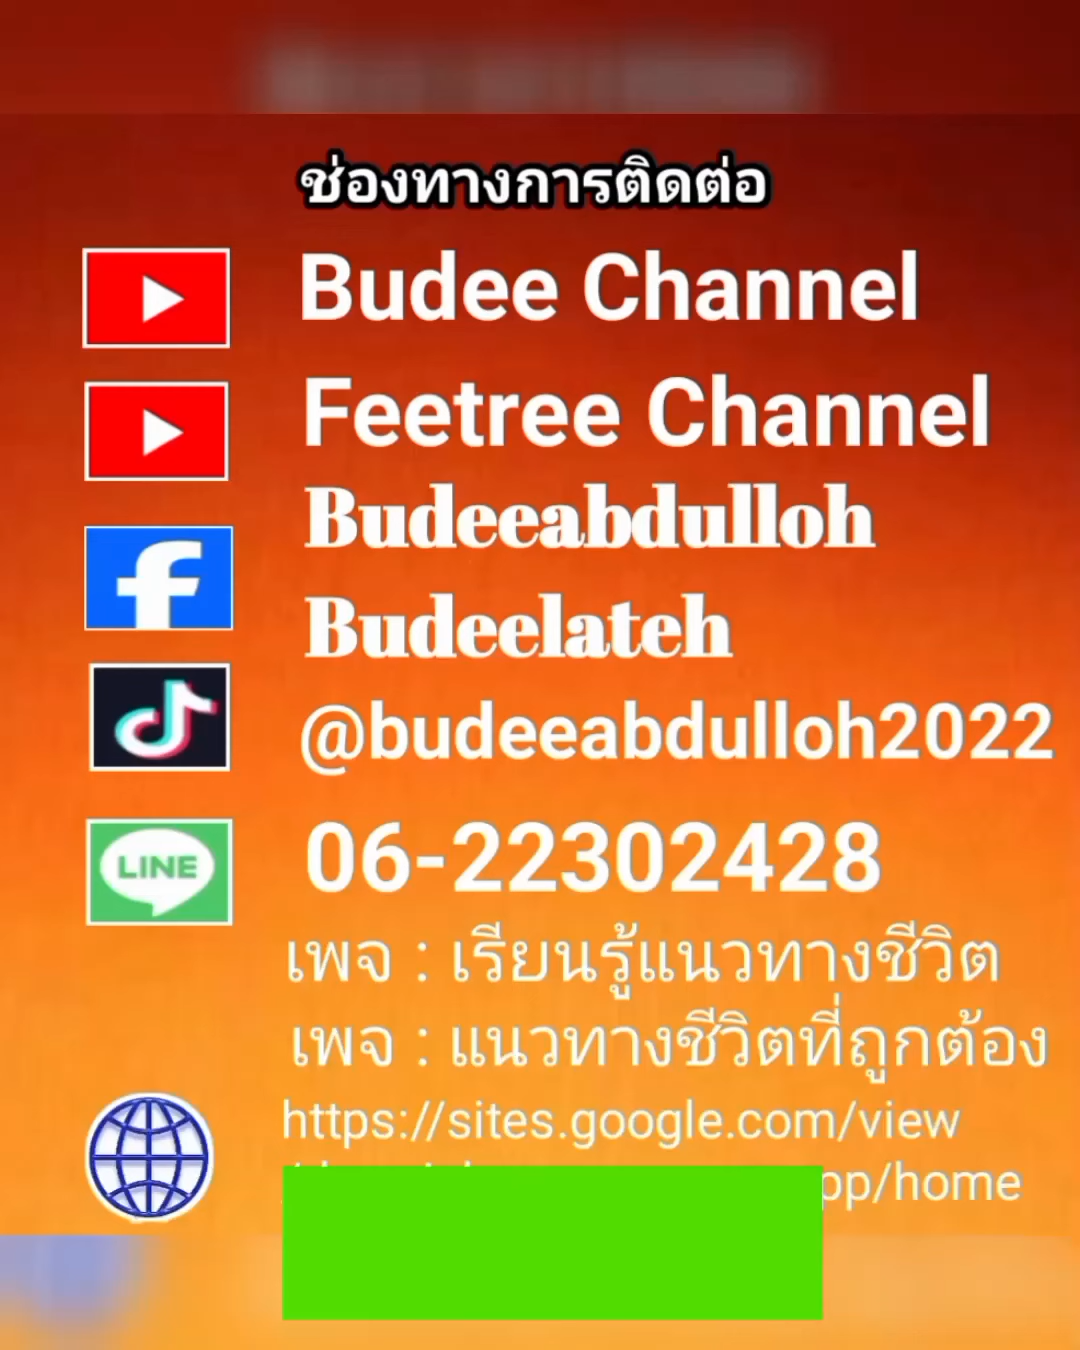 ช่องทางการติดต่อ
Budee Channel
Feetree Channel
Budeeabdulloh
Budeelateh
@budeeabdulloh2022
LINE
06-22302428
เพจ : เรียนรู้แนวทางชีวิต
เพจ : แนวทางชีวิตที่ถูกต้อง
https://sites.google.com/view
pp/home